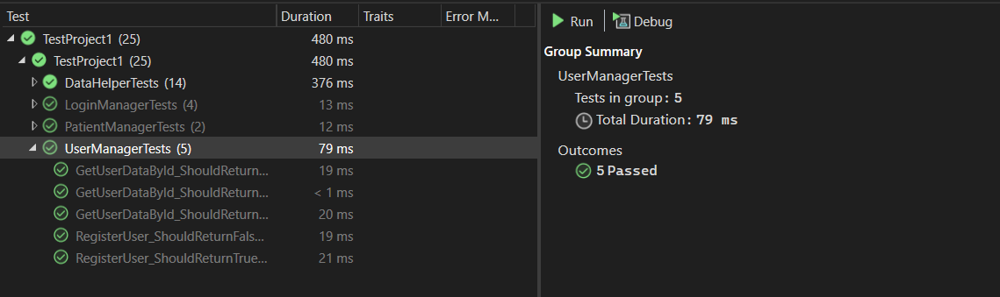 Test Duration Traits Error M...
TestProject1 (25) 480 ms
TestProject1 (25) 480 ms
DataHelperTests (14) 376 ms
LoginManagerTests (4) 13 ms
PatientManagerTests (2) 12 ms
UserManagerTests (5) 79 ms
GetUserDataById_ShouldReturn... 19 ms
GetUserDataById_ShouldReturn... < 1 ms
GetUserDataById_ShouldReturn... 20 ms
RegisterUser_ShouldReturnFals... 19 ms
RegisterUser_ShouldReturnTrue... 21 ms
Run Debug
Group Summary
UserManagerTests
Tests in group: 5
Total Duration: 79 ms
Outcomes
5 Passed